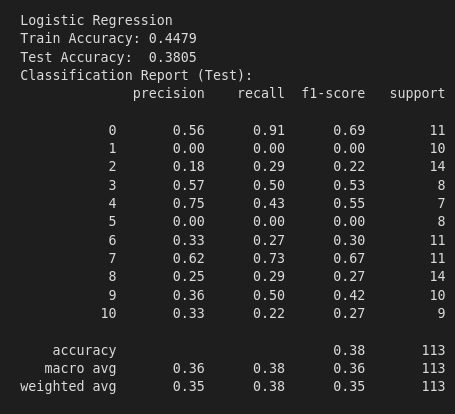 Logistic Regression
Train Accuracy: 0.4479
Test Accuracy:  0.3805
Classification Report (Test):
              precision    recall  f1-score   support

           0       0.56      0.91      0.69        11
           1       0.00      0.00      0.00        10
           2       0.18      0.29      0.22        14
           3       0.57      0.50      0.53         8
           4       0.75      0.43      0.55         7
           5       0.00      0.00      0.00         8
           6       0.33      0.27      0.30        11
           7       0.62      0.73      0.67        11
           8       0.25      0.29      0.27        14
           9       0.36      0.50      0.42        10
          10       0.33      0.22      0.27         9

    accuracy                           0.38       113
   macro avg       0.36      0.38      0.36       113
weighted avg       0.35      0.38      0.35       113